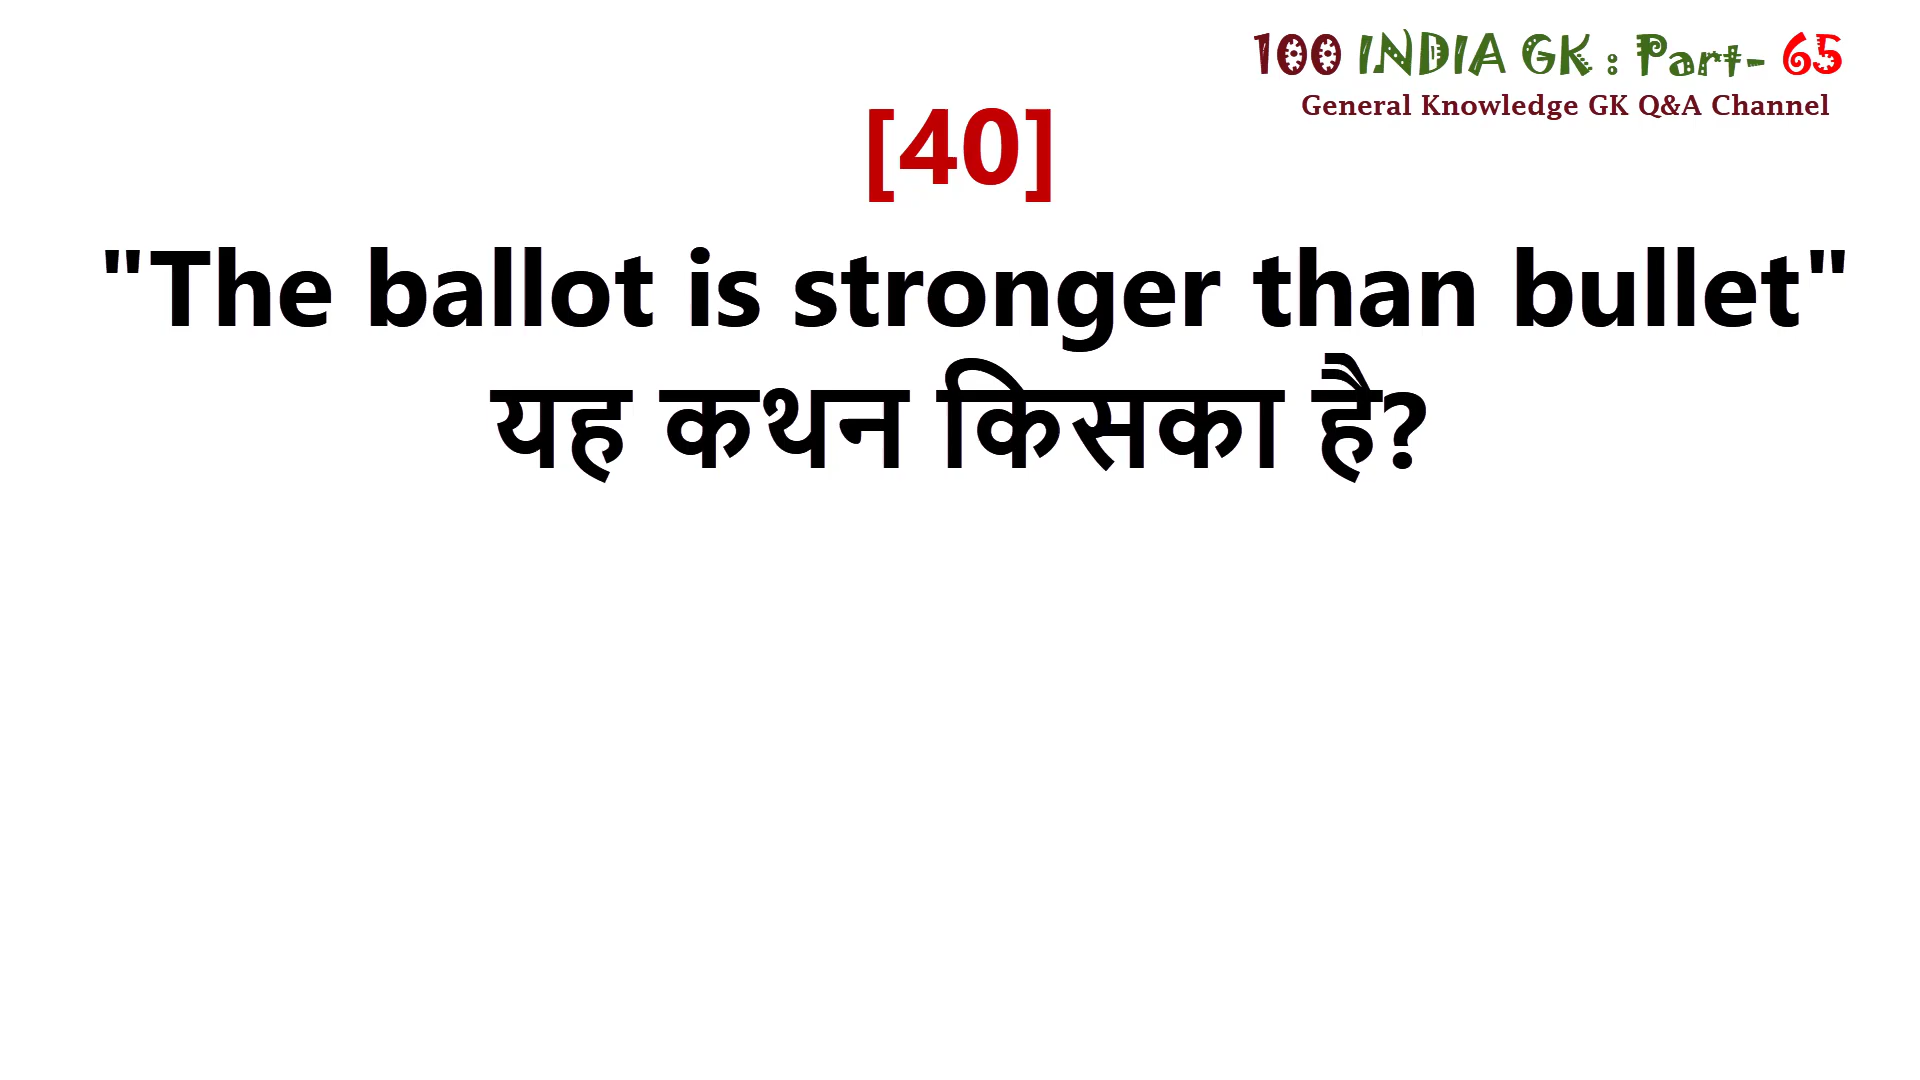 100 INDIA GK : Part- 65
General Knowledge GK Q&A Channel
[40]
"The ballot is stronger than bullet"
यह कथन किसका है?